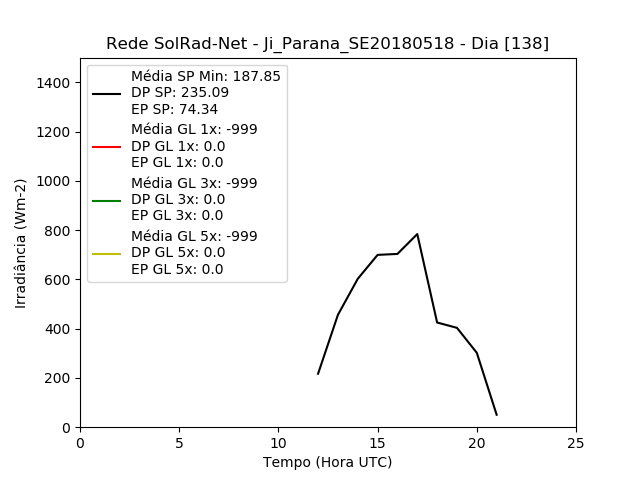 Rede SolRad-Net - Ji_Parana_SE20180518 - Dia [138]
Média SP Min: 187.85
DP SP: 235.09
EP SP: 74.34
Média GL 1x: -999
DP GL 1x: 0.0
EP GL 1x: 0.0
Média GL 3x: -999
DP GL 3x: 0.0
EP GL 3x: 0.0
Média GL 5x: -999
DP GL 5x: 0.0
EP GL 5x: 0.0
Irradiância (Wm-2)
1400
1200
1000
800
600
400
200
0
0 5 10 15 20 25
Tempo (Hora UTC)